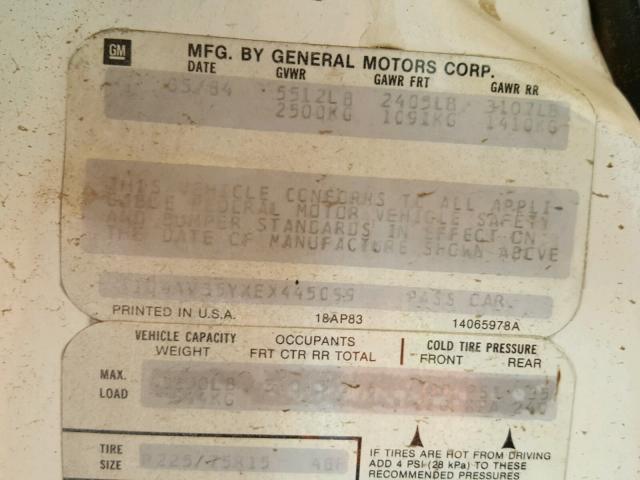 GM
MFG. BY GENERAL MOTORS CORP.
DATE GVWR GAWR FRT GAWR RR
05/84 5512LB 2405LB 3107LB
2500KG 1091KG 1410KG
THIS VEHICLE CONFORMS TO ALL APPLI-
CABLE FEDERAL MOTOR VEHICLE SAFETY
AND BUMPER STANDARDS IN EFFECT ON
THE DATE OF MANUFACTURE SHOWN ABOVE
PASS CAR.
PRINTED IN U.S.A. 18AP83 14065978A
VEHICLE CAPACITY OCCUPANTS COLD TIRE PRESSURE
WEIGHT FRT CTR RR TOTAL FRONT REAR
MAX.
LOAD
TIRE
SIZE P225/75R15
IF TIRES ARE HOT FROM DRIVING
ADD 4 PSI (28 kPa) TO THESE
RECOMMENDED PRESSURES